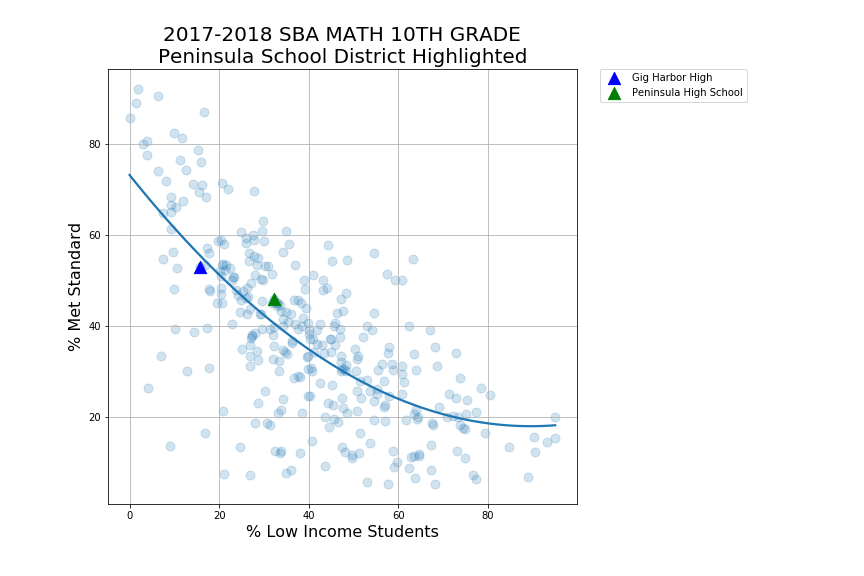 2017-2018 SBA MATH 10TH GRADE
Peninsula School District Highlighted
Gig Harbor High
Peninsula High School
% Met Standard
80
60
40
20
0
20
40
60
80
% Low Income Students